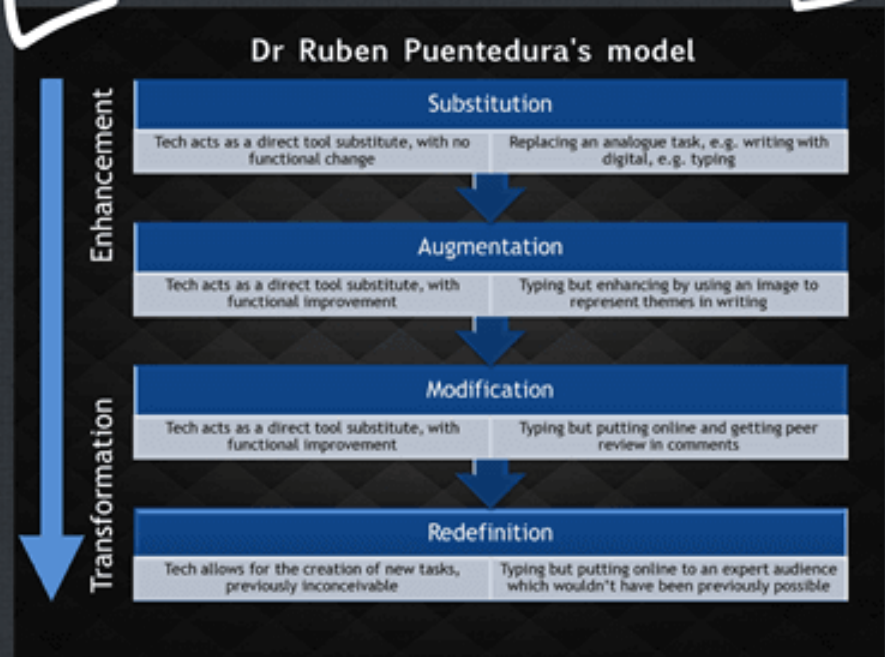 Dr Ruben Puentedura's model
Enhancement
Substitution
Tech acts as a direct tool substitute, with no
functional change
Replacing an analogue task, e.g. writing with
digital, e.g. typing
Augmentation
Tech acts as a direct tool substitute, with
functional improvement
Typing but enhancing by using an image to
represent themes in writing
Transformation
Modification
Tech acts as a direct tool substitute, with
functional improvement
Typing but putting online and getting peer
review in comments
Redefinition
Tech allows for the creation of new tasks,
previously inconceivable
Typing but putting online to an expert audience
which wouldn't have been previously possible